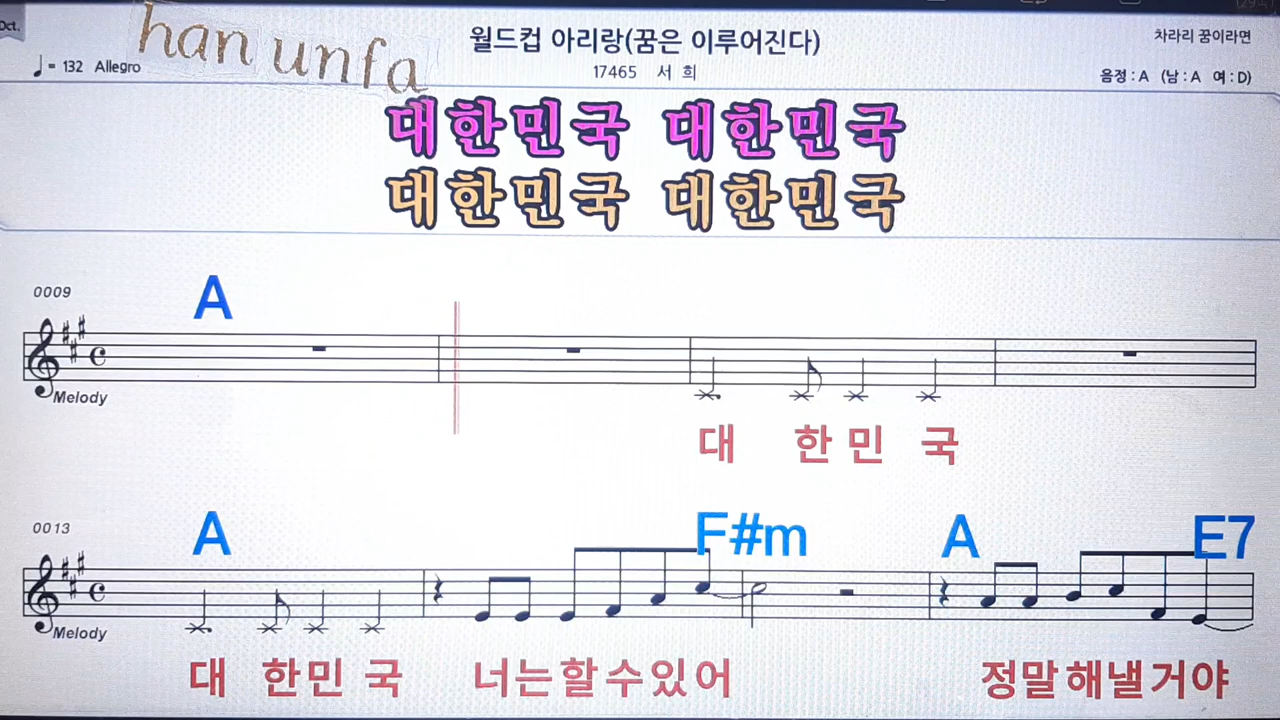 Oct.
han unfa
월드컵 아리랑(꿈은 이루어진다)
차라리 꿈이라면
♩= 132 Allegro
17465 서 희
음정 : A (남 : A 여 : D)
대한민국 대한민국
대한민국 대한민국
0009
A
Melody
대 한 민 국
0013
A F#m A E7
Melody
대 한민 국 너는할수있어 정말해낼거야